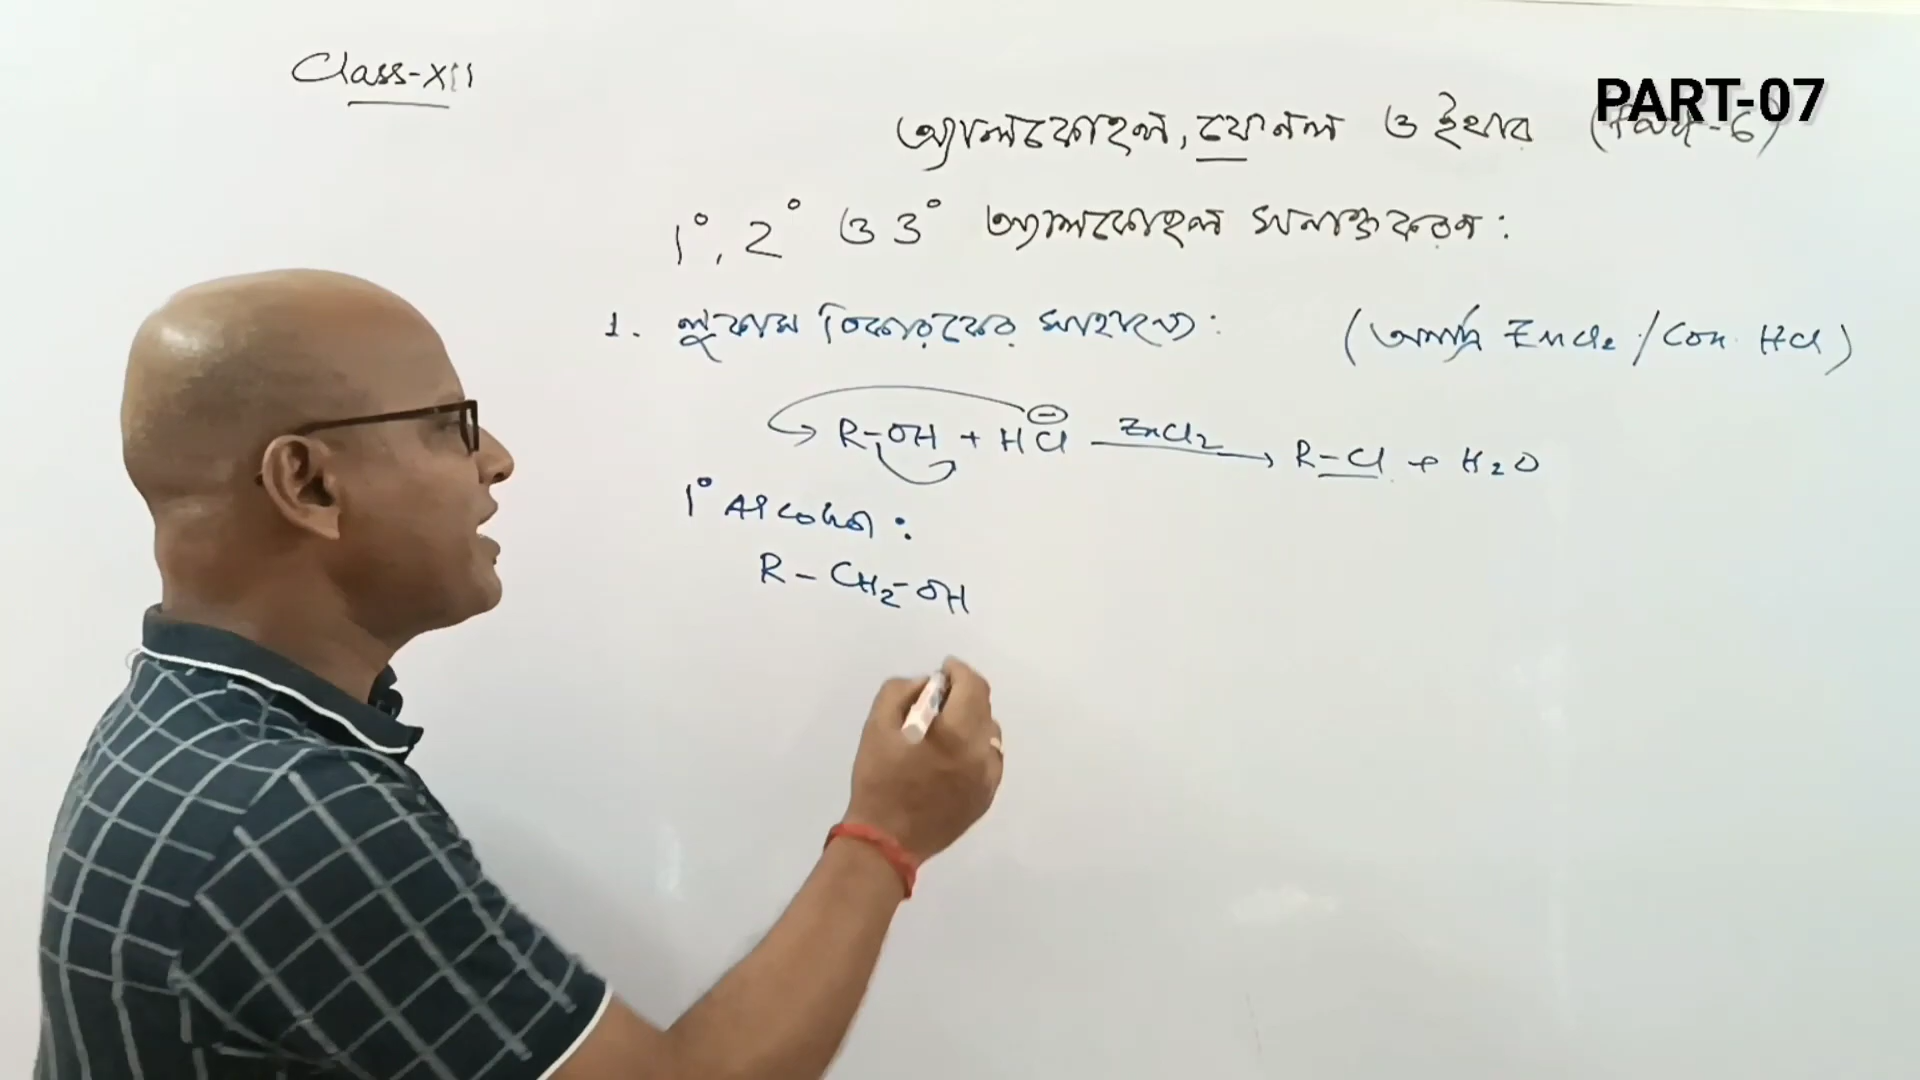 Class-XII
PART-07
অ্যালকোহল, ফেনল ও ইথার (Part-6)
1°, 2° ও 3° অ্যালকোহল সনাক্তকরণ :
1. লুকাস বিকারকের সাহায্যে : (অনার্দ্র ZnCl2 / Con. HCl)
R-OH + HCl ZnCl2 → R-Cl + H2O
1° Alcohol :
R - CH2-OH